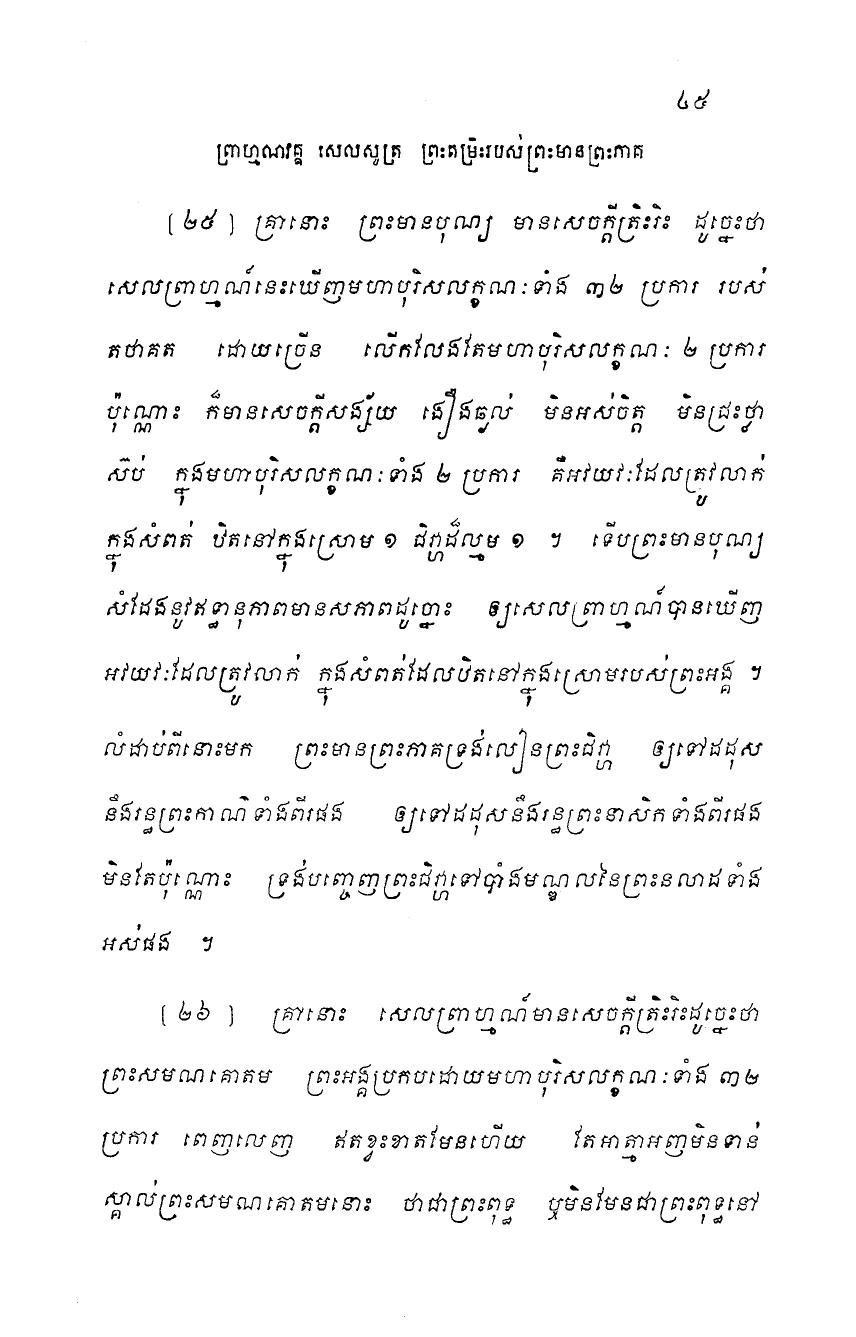 ៤៥
ព្រាហ្មណវគ្គ សេលសូត្រ ព្រះតម្រិះរបស់ព្រះមានព្រះភាគ
[ ២៥ ] គ្រានោះ ព្រះមានបុណ្យ មានសេចក្តីត្រិះរិះ ដូច្នេះថា
សេលព្រាហ្មណ៍នេះឃើញមហាបុរិសលក្ខណៈទាំង ៣២ ប្រការ របស់
តថាគត ដោយច្រើន លើកលែងតែមហាបុរិសលក្ខណៈ ២ ប្រការ
ប៉ុណ្ណោះ ក៏មានសេចក្តីសង្ស័យ ងឿងឆ្ងល់ មិនអស់ចិត្ត មិនជ្រះថ្លា
ស៊ប់ ក្នុងមហាបុរិសលក្ខណៈទាំង ២ ប្រការ គឺអវយវៈដែលត្រូវលាក់
ក្នុងសំពត់ ឋិតនៅក្នុងស្រោម ១ ជិវ្ហាដ៏ល្មម ១ ។ ទើបព្រះមានបុណ្យ
សំដែងនូវឥទ្ធានុភាពមានសភាពដូច្នោះ ឲ្យសេលព្រាហ្មណ៍បានឃើញ
អវយវៈដែលត្រូវលាក់ ក្នុងសំពត់ដែលឋិតនៅក្នុងស្រោមរបស់ព្រះអង្គ ។
លំដាប់ពីនោះមក ព្រះមានព្រះភាគទ្រង់លៀនព្រះជិវ្ហា ឲ្យទៅដដុស
នឹងរន្ធព្រះកាណ៌ទាំងពីរផង ឲ្យទៅដដុសនឹងរន្ធព្រះនាសិកទាំងពីរផង
មិនតែប៉ុណ្ណោះ ទ្រង់បញ្ចេញព្រះជិវ្ហាទៅបាំងមណ្ឌលនៃព្រះនលាដទាំង
អស់ផង ។
[ ២៦ ] គ្រានោះ សេលព្រាហ្មណ៍មានសេចក្តីត្រិះរិះដូច្នេះថា
ព្រះសមណគោតម ព្រះអង្គប្រកបដោយមហាបុរិសលក្ខណៈទាំង ៣២
ប្រការ ពេញលេញ ឥតខ្វះខាតមែនហើយ តែអាត្មាអញមិនទាន់
ស្គាល់ព្រះសមណគោតមនោះ ថាជាព្រះពុទ្ធ ឬមិនមែនជាព្រះពុទ្ធនៅ